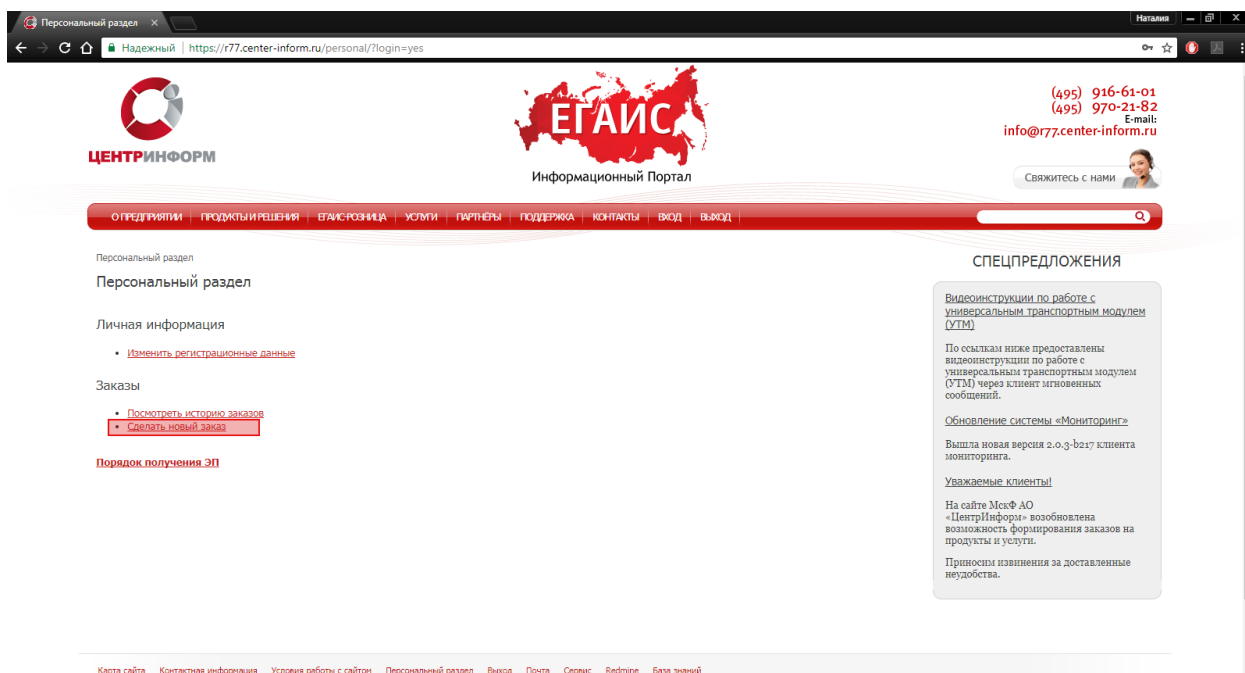 Персональный раздел
Наталия
Надежный | https://r77.center-inform.ru/personal/?login=yes
ЦЕНТРИНФОРМ
ЕГАИС
Информационный Портал
(495) 916-61-01
(495) 970-21-82
E-mail:
info@r77.center-inform.ru
Свяжитесь с нами
О ПРЕДПРИЯТИИ ПРОДУКТЫ И РЕШЕНИЯ ЕГАИС-РОЗНИЦА УСЛУГИ ПАРТНЁРЫ ПОДДЕРЖКА КОНТАКТЫ ВХОД ВЫХОД
Персональный раздел
Персональный раздел
Личная информация
Изменить регистрационные данные
Заказы
Посмотреть историю заказов
Сделать новый заказ
Порядок получения ЭП
СПЕЦПРЕДЛОЖЕНИЯ
Видеоинструкции по работе с
универсальным транспортным модулем
(УТМ)
По ссылкам ниже предоставлены
видеоинструкции по работе с
универсальным транспортным модулем
(УТМ) через клиент мгновенных
сообщений.
Обновление системы «Мониторинг»
Вышла новая версия 2.0.3-b217 клиента
мониторинга.
Уважаемые клиенты!
На сайте МскФ АО
«ЦентрИнформ» возобновлена
возможность формирования заказов на
продукты и услуги.
Приносим извинения за доставленные
неудобства.
Карта сайта Контактная информация Условия работы с сайтом Персональный раздел Выход Почта Сервис Redmine База знаний